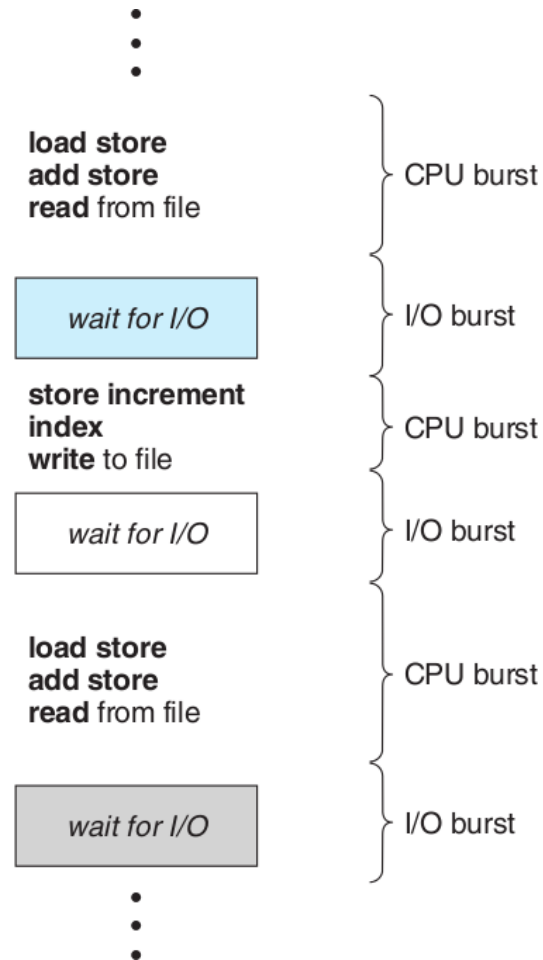 load store
add store
read from file
CPU burst
wait for I/O
I/O burst
store increment
index
write to file
CPU burst
wait for I/O
I/O burst
load store
add store
read from file
CPU burst
wait for I/O
I/O burst